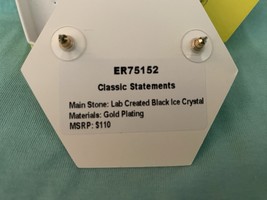 ER75152
Classic Statements
Main Stone: Lab Created Black Ice Crystal
Materials: Gold Plating
MSRP: $110